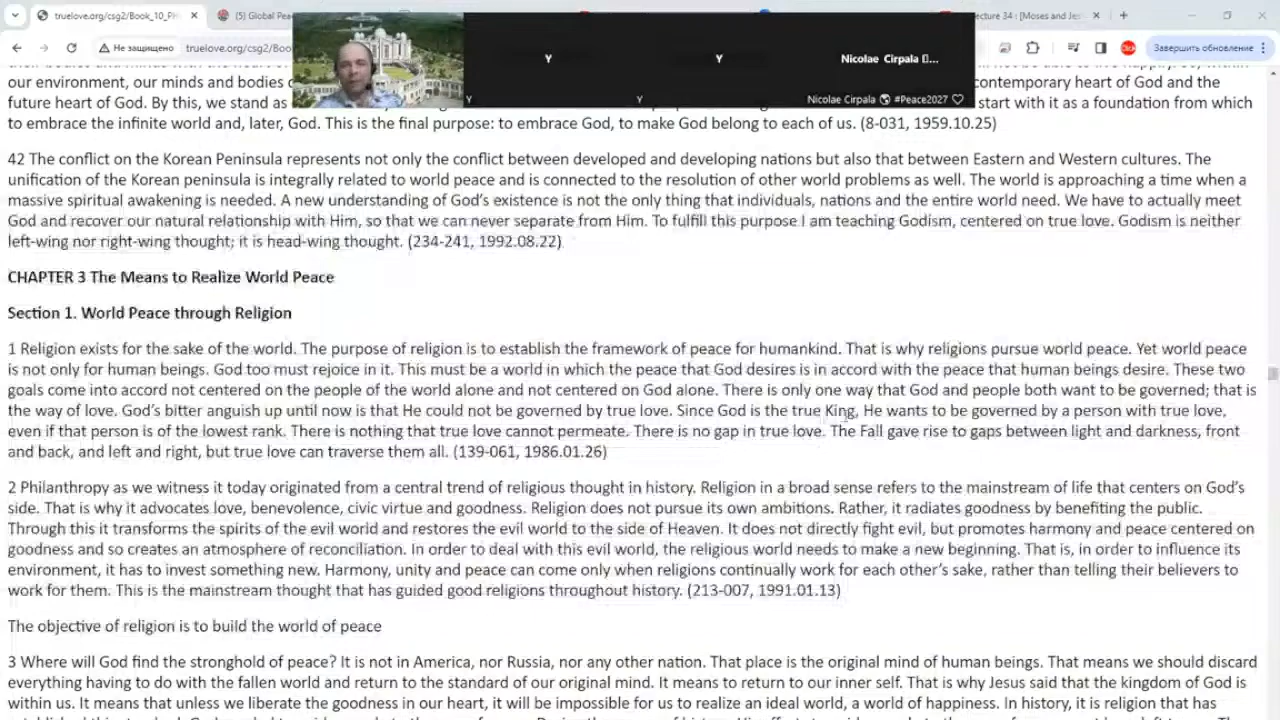 truelove.org/csg2/Book_10_P
(5) Global Pea
ecture 34 : [Moses and Je
Не защищено
truelove.org/csg2/Boo
Завершить обновление
Y
Y
Nicolae Cirpala
Y
Y
Nicolae Cirpala #Peace2027
our environment, our minds and bodies
contemporary heart of God and the
future heart of God. By this, we stand as
start with it as a foundation from which
to embrace the infinite world and, later, God. This is the final purpose: to embrace God, to make God belong to each of us. (8-031, 1959.10.25)
42 The conflict on the Korean Peninsula represents not only the conflict between developed and developing nations but also that between Eastern and Western cultures. The
unification of the Korean peninsula is integrally related to world peace and is connected to the resolution of other world problems as well. The world is approaching a time when a
massive spiritual awakening is needed. A new understanding of God's existence is not the only thing that individuals, nations and the entire world need. We have to actually meet
God and recover our natural relationship with Him, so that we can never separate from Him. To fulfill this purpose I am teaching Godism, centered on true love. Godism is neither
left-wing nor right-wing thought; it is head-wing thought. (234-241, 1992.08.22)
CHAPTER 3 The Means to Realize World Peace
Section 1. World Peace through Religion
1 Religion exists for the sake of the world. The purpose of religion is to establish the framework of peace for humankind. That is why religions pursue world peace. Yet world peace
is not only for human beings. God too must rejoice in it. This must be a world in which the peace that God desires is in accord with the peace that human beings desire. These two
goals come into accord not centered on the people of the world alone and not centered on God alone. There is only one way that God and people both want to be governed; that is
the way of love. God's bitter anguish up until now is that He could not be governed by true love. Since God is the true King, He wants to be governed by a person with true love,
even if that person is of the lowest rank. There is nothing that true love cannot permeate. There is no gap in true love. The Fall gave rise to gaps between light and darkness, front
and back, and left and right, but true love can traverse them all. (139-061, 1986.01.26)
2 Philanthropy as we witness it today originated from a central trend of religious thought in history. Religion in a broad sense refers to the mainstream of life that centers on God's
side. That is why it advocates love, benevolence, civic virtue and goodness. Religion does not pursue its own ambitions. Rather, it radiates goodness by benefiting the public.
Through this it transforms the spirits of the evil world and restores the evil world to the side of Heaven. It does not directly fight evil, but promotes harmony and peace centered on
goodness and so creates an atmosphere of reconciliation. In order to deal with this evil world, the religious world needs to make a new beginning. That is, in order to influence its
environment, it has to invest something new. Harmony, unity and peace can come only when religions continually work for each other's sake, rather than telling their believers to
work for them. This is the mainstream thought that has guided good religions throughout history. (213-007, 1991.01.13)
The objective of religion is to build the world of peace
3 Where will God find the stronghold of peace? It is not in America, nor Russia, nor any other nation. That place is the original mind of human beings. That means we should discard
everything having to do with the fallen world and return to the standard of our original mind. It means to return to our inner self. That is why Jesus said that the kingdom of God is
within us. It means that unless we liberate the goodness in our heart, it will be impossible for us to realize an ideal world, a world of happiness. In history, it is religion that has